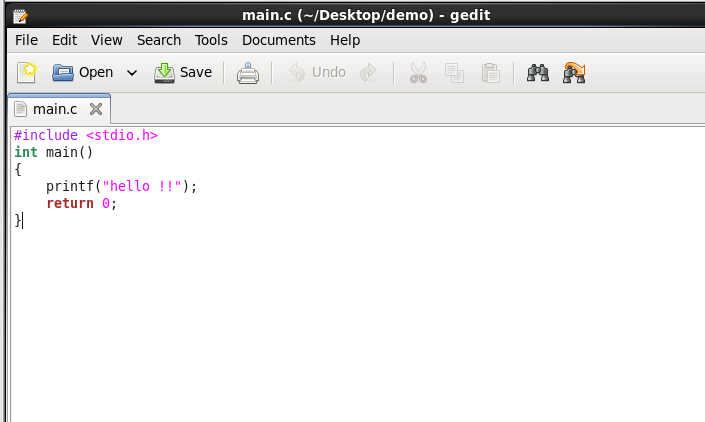 main.c (~/Desktop/demo) - gedit
File Edit View Search Tools Documents Help
Open Save Undo
main.c
#include <stdio.h>
int main()
{
    printf("hello !!");
    return 0;
}